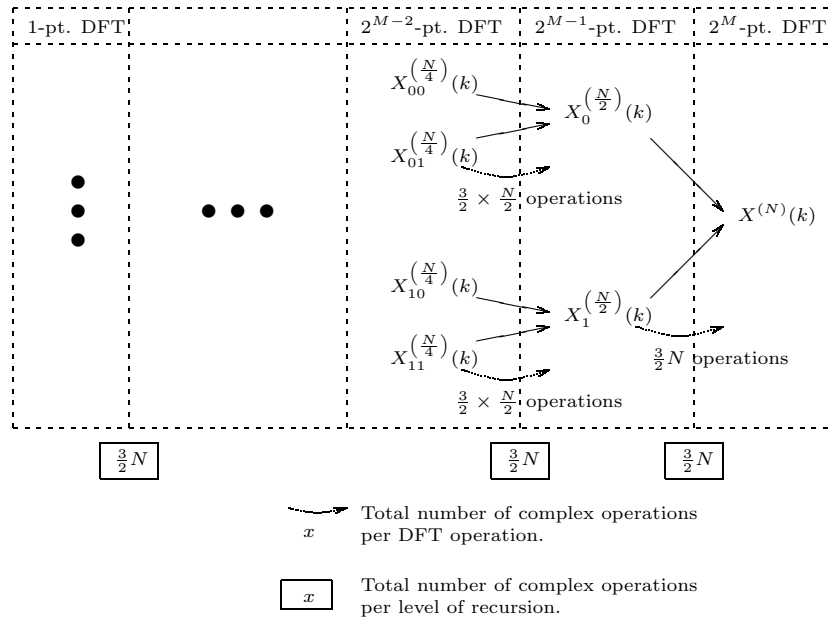 1-pt. DFT 2^{M−2}-pt. DFT 2^{M−1}-pt. DFT 2^M-pt. DFT
X_{00}^{(N/4)}(k)
X_0^{(N/2)}(k)
X_{01}^{(N/4)}(k)
3/2 × N/2 operations
X^{(N)}(k)
X_{10}^{(N/4)}(k)
X_1^{(N/2)}(k)
X_{11}^{(N/4)}(k)
3/2 N operations
3/2 × N/2 operations
3/2 N 3/2 N 3/2 N
Total number of complex operations
x per DFT operation.
Total number of complex operations
x per level of recursion.